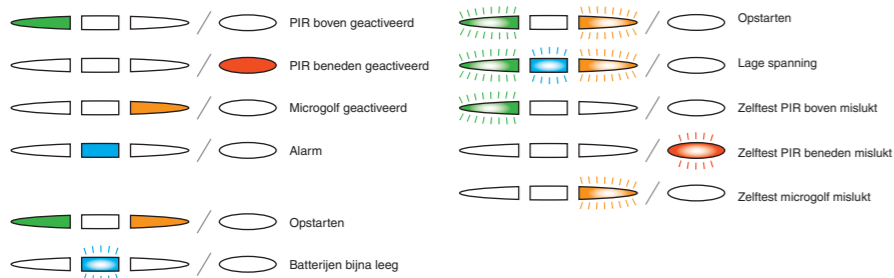 PIR boven geactiveerd
PIR beneden geactiveerd
Microgolf geactiveerd
Alarm
Opstarten
Batterijen bijna leeg
Opstarten
Lage spanning
Zelftest PIR boven mislukt
Zelftest PIR beneden mislukt
Zelftest microgolf mislukt